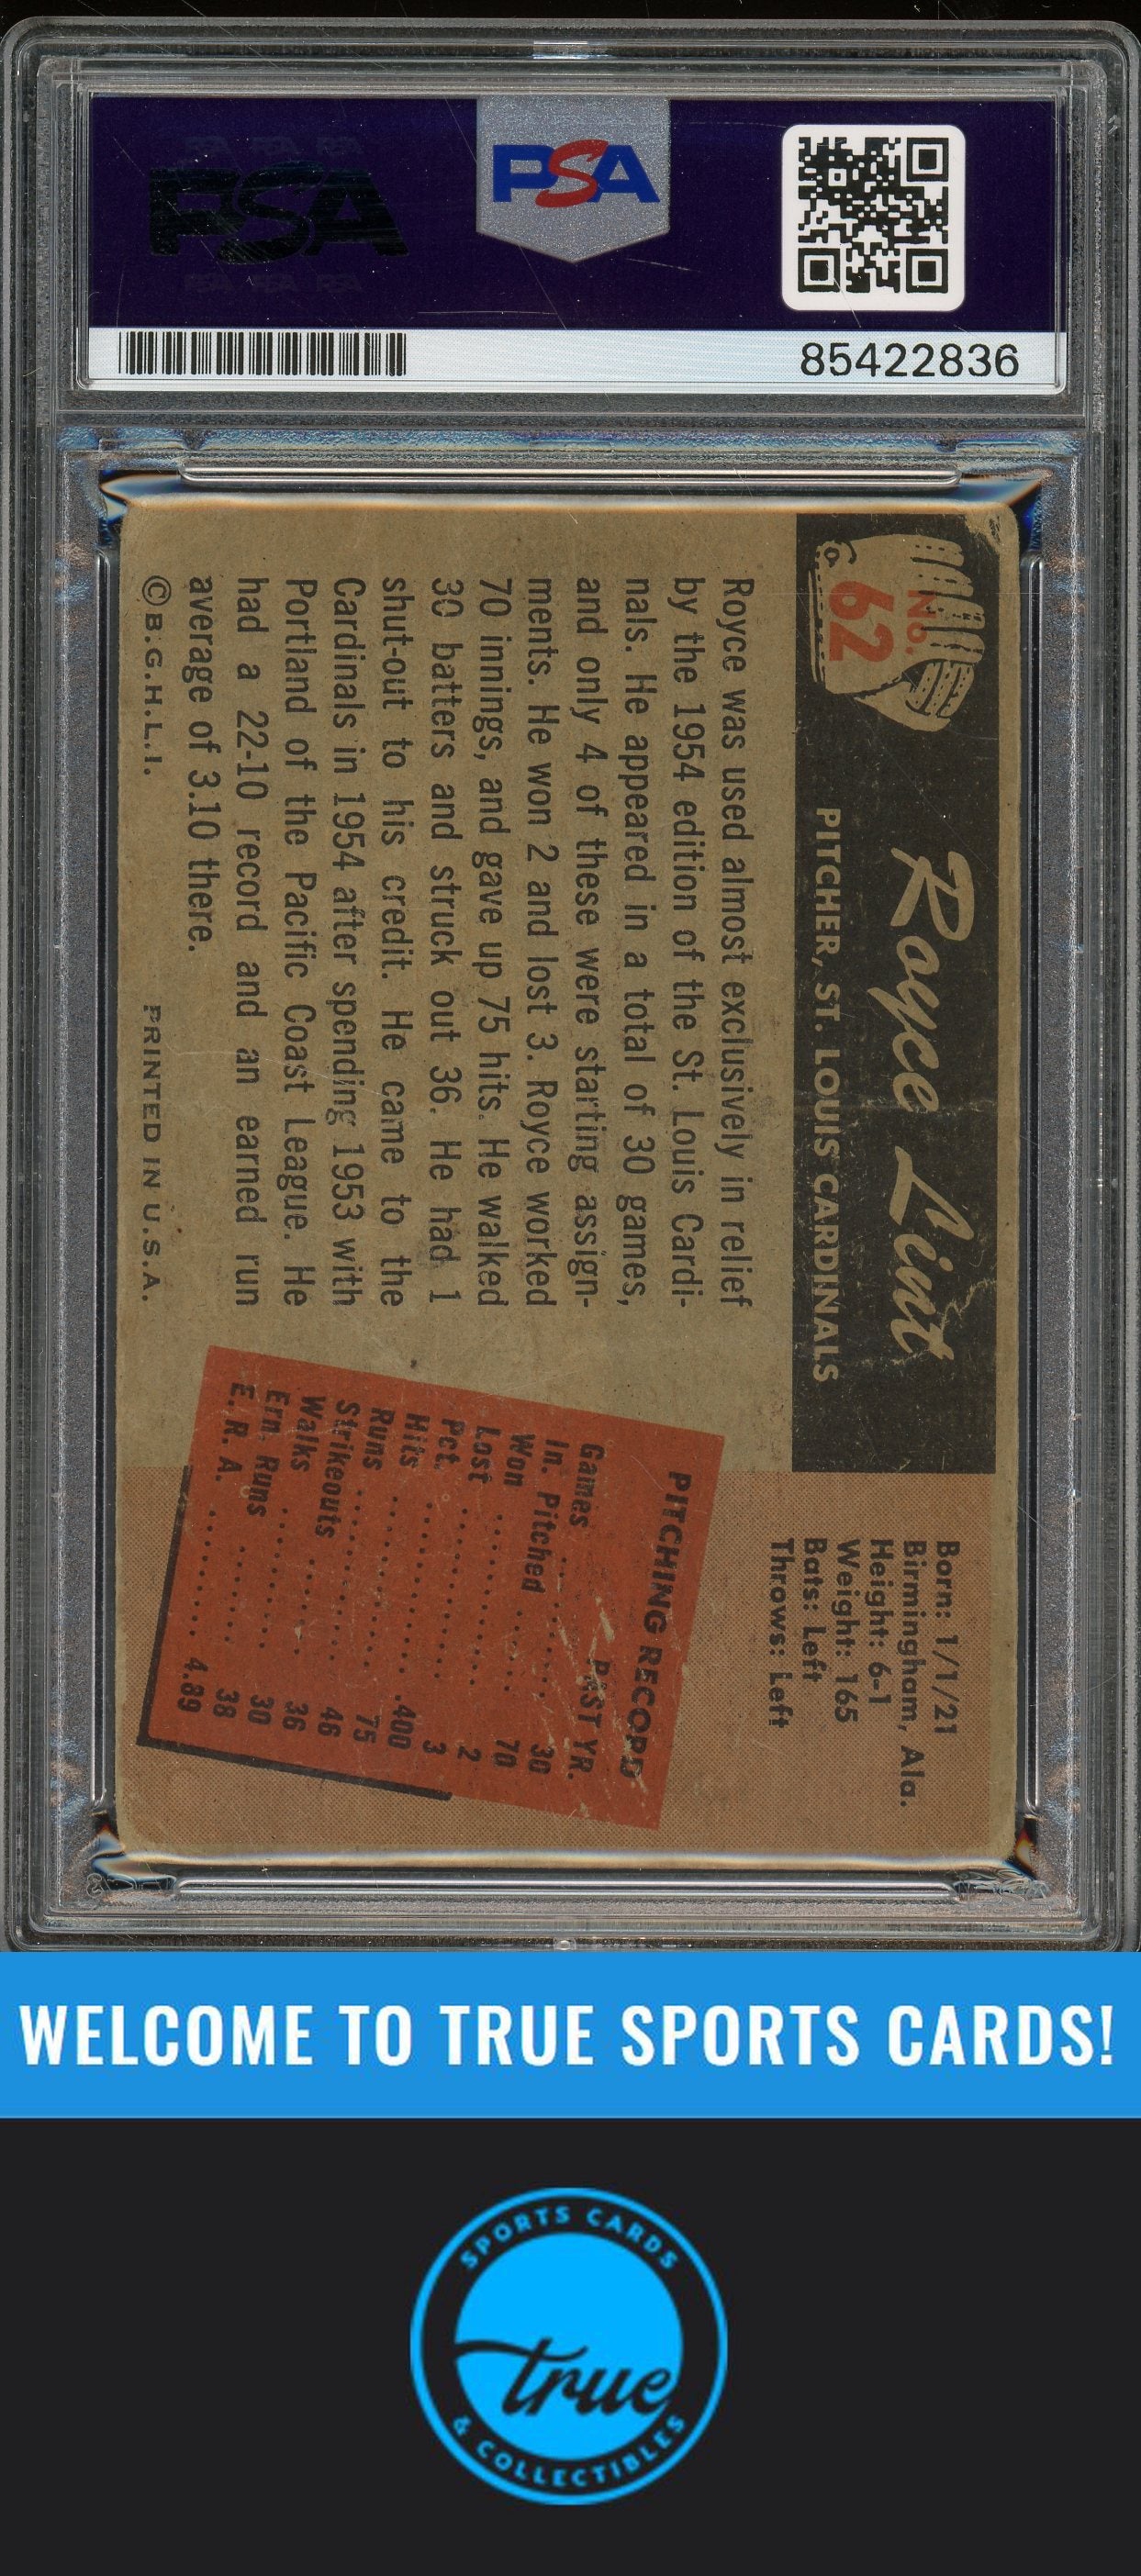 PSA PSA PSA
PSA
PSA PSA PSA
PSA
85422836
No.
62
Royce Lint
PITCHER, ST. LOUIS CARDINALS
Born: 1/1/21
Birmingham, Ala.
Height: 6-1
Weight: 165
Bats: Left
Throws: Left
Royce was used almost exclusively in relief
by the 1954 edition of the St. Louis Cardi-
nals. He appeared in a total of 30 games,
and only 4 of these were starting assign-
ments. He won 2 and lost 3. Royce worked
70 innings, and gave up 75 hits. He walked
30 batters and struck out 36. He had 1
shut-out to his credit. He came to the
Cardinals in 1954 after spending 1953 with
Portland of the Pacific Coast League. He
had a 22-10 record and an earned run
average of 3.10 there.
© B.G.H.L.I. PRINTED IN U.S.A.
PITCHING RECORD
PAST YR.
Games 30
In. Pitched 70
Won 2
Lost 3
Pct. .400
Hits 75
Runs 46
Strikeouts 36
Walks 30
Ern. Runs 38
E. R. A. 4.89
WELCOME TO TRUE SPORTS CARDS!
SPORTS CARDS
true
& COLLECTIBLES